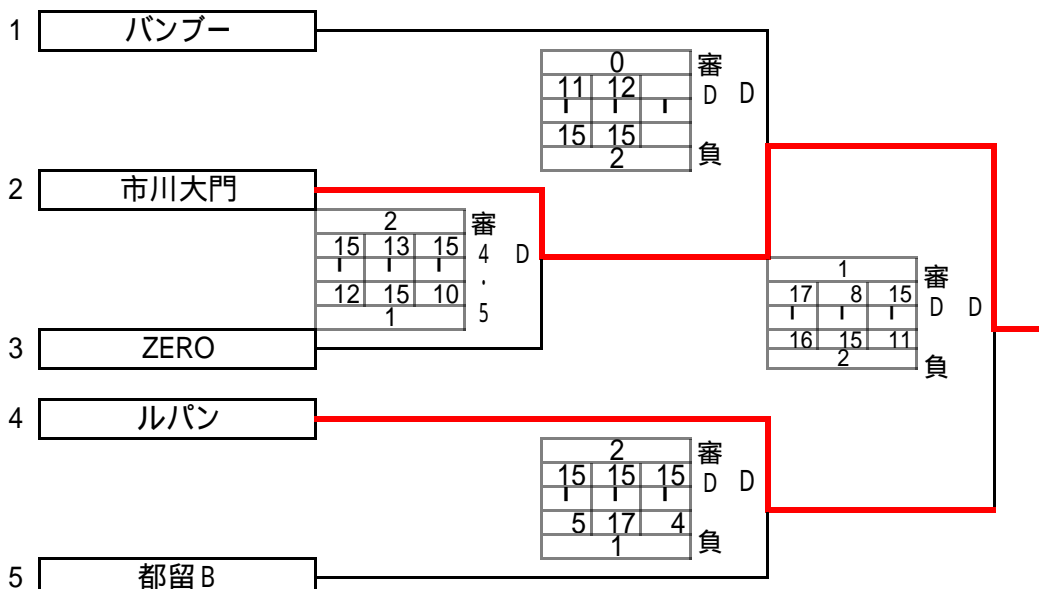 1 バンブー
0 審
11 12 D D
15 15
2 負
2 市川大門
2 審
15 13 15 4 D
・
12 15 10
1 5
3 ZERO
1 審
17 8 15 D D
16 15 11
2 負
4 ルパン
2 審
15 15 15 D D
5 17 4
1 負
5 都留B